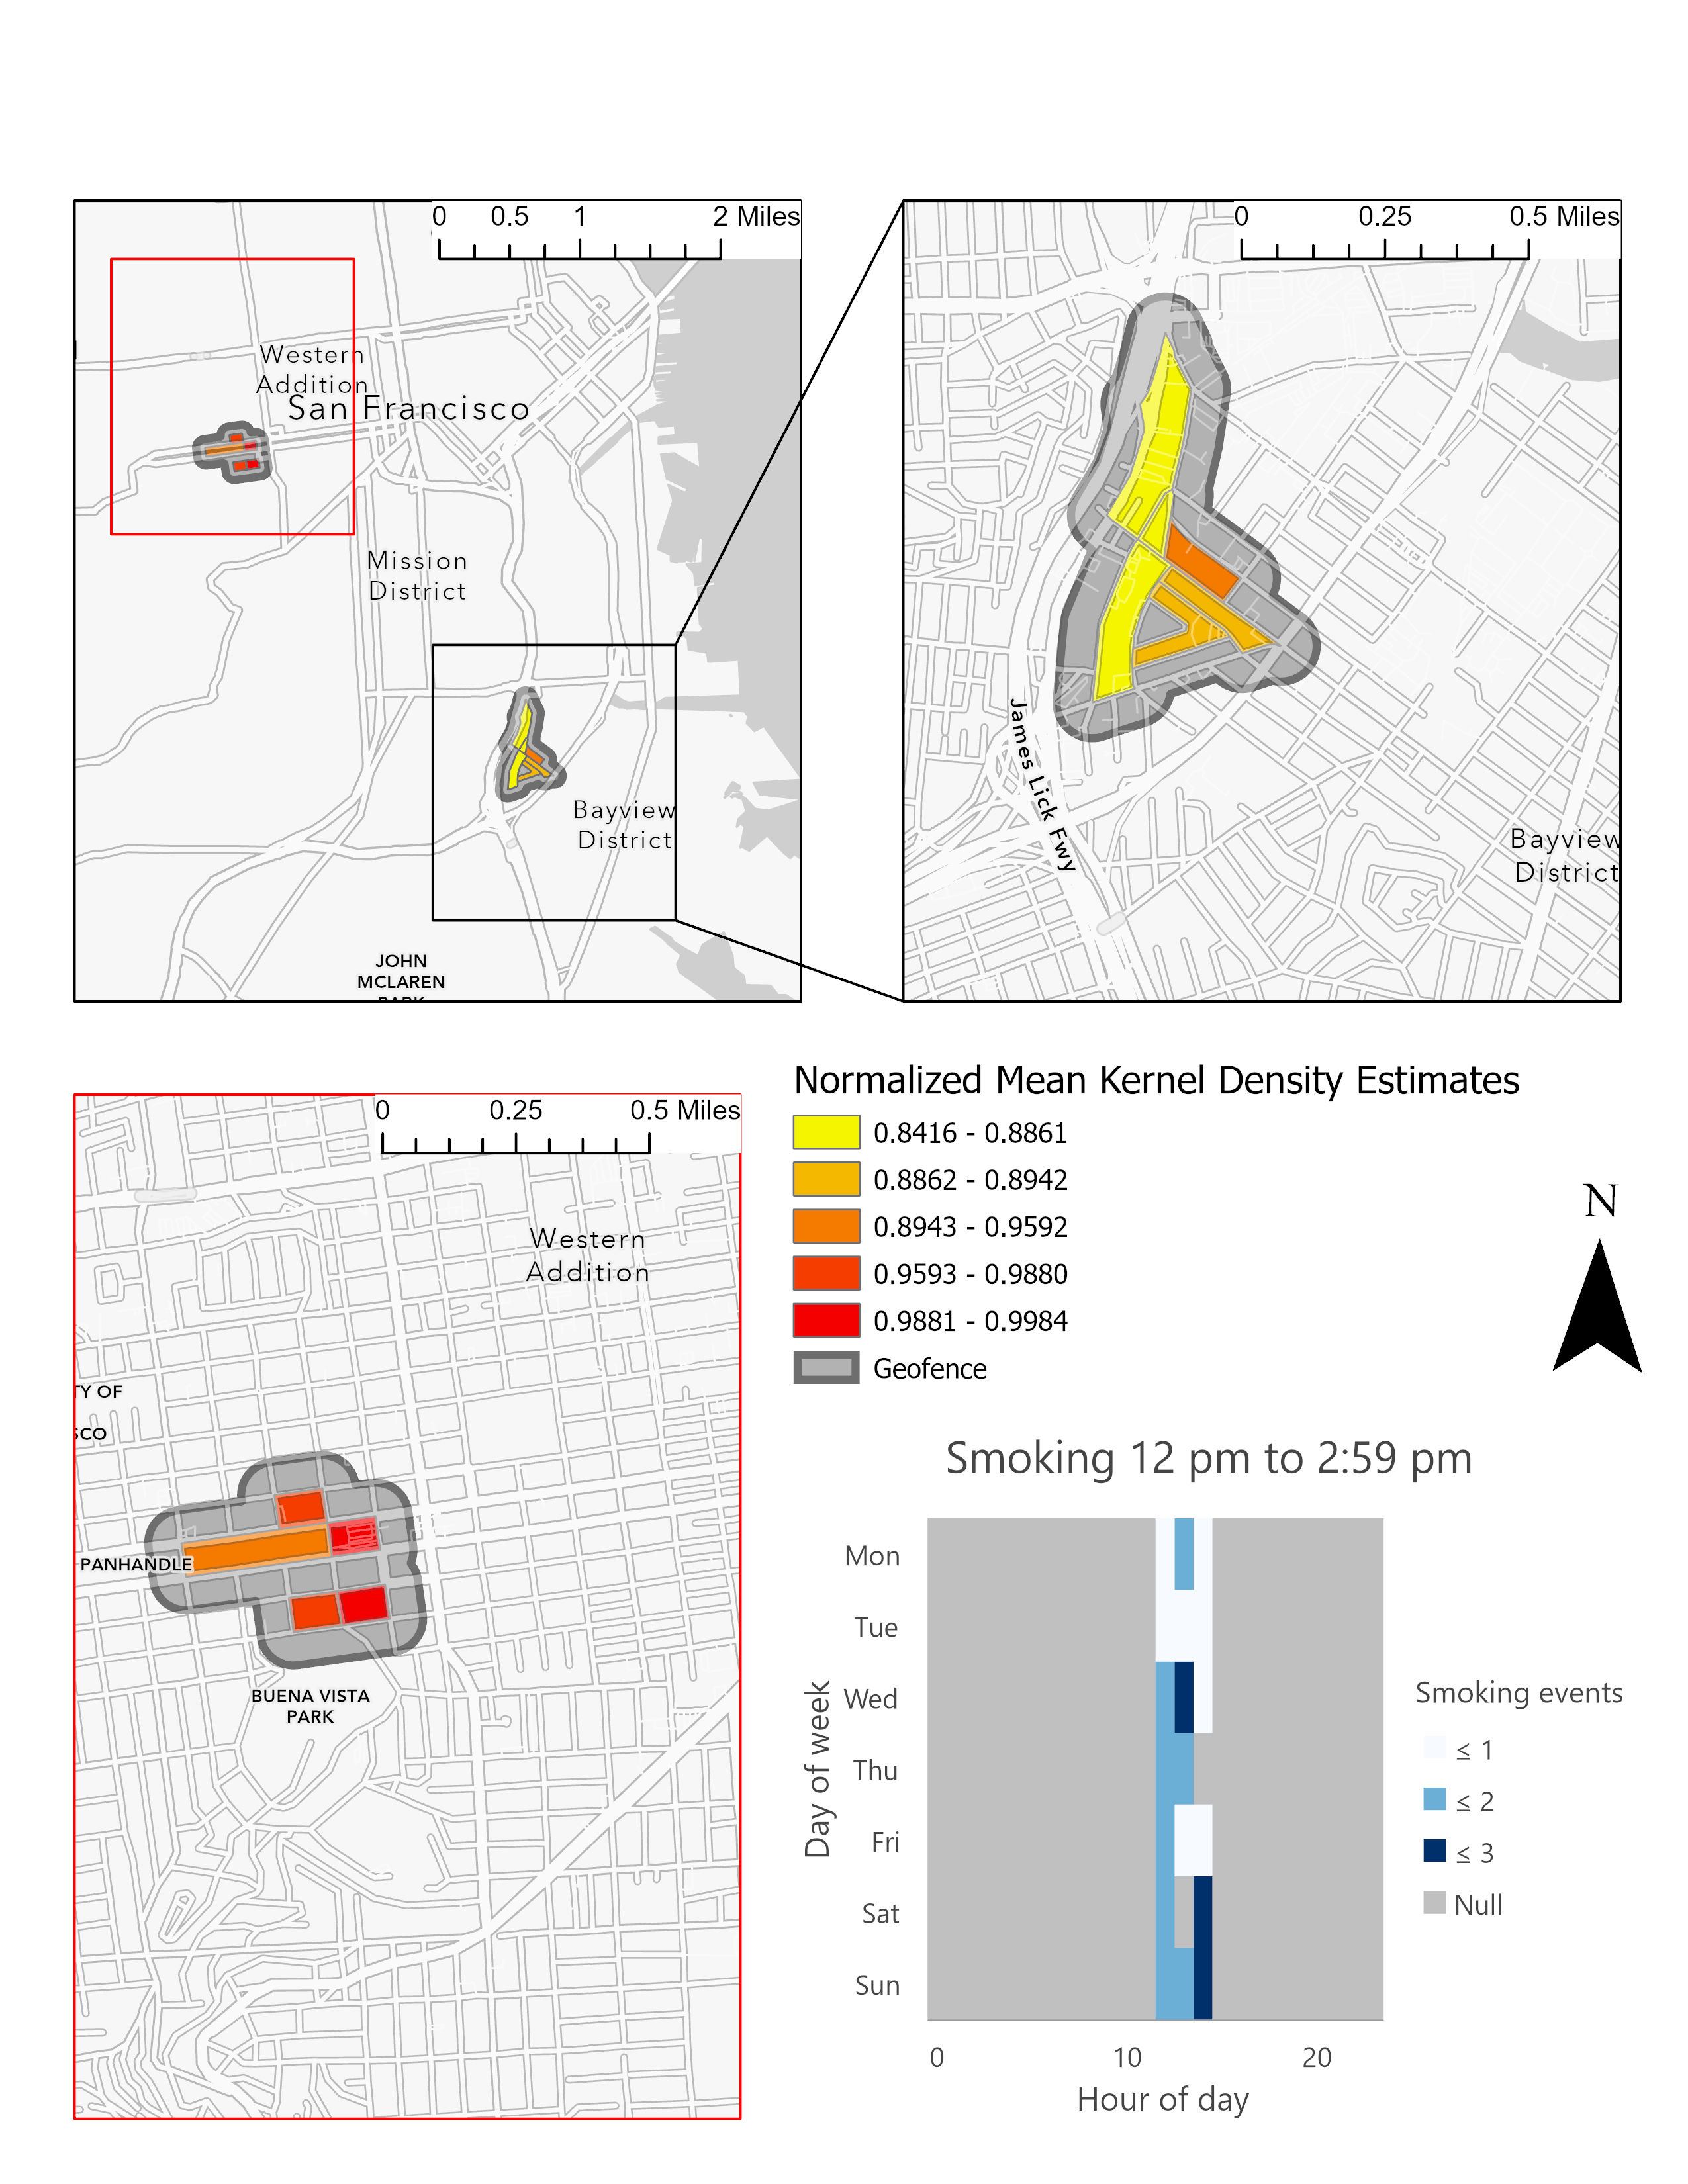 0 0.5 1 2 Miles
Western
Addition
San Francisco
Mission
District
Bayview
District
JOHN
MCLAREN
PARK
0 0.25 0.5 Miles
James Lick Fwy
Bayview
District
0 0.25 0.5 Miles
Western
Addition
TY OF
SCO
PANHANDLE
BUENA VISTA
PARK
Normalized Mean Kernel Density Estimates
0.8416 - 0.8861
0.8862 - 0.8942
0.8943 - 0.9592
0.9593 - 0.9880
0.9881 - 0.9984
Geofence
N
Smoking 12 pm to 2:59 pm
Day of week
Mon
Tue
Wed
Thu
Fri
Sat
Sun
0 10 20
Hour of day
Smoking events
≤ 1
≤ 2
≤ 3
Null